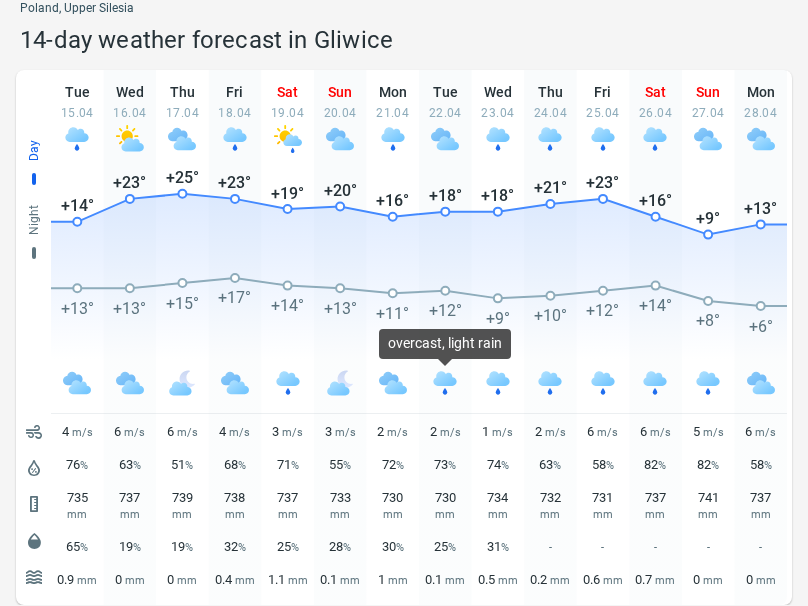 Poland, Upper Silesia
14-day weather forecast in Gliwice
Tue Wed Thu Fri Sat Sun Mon Tue Wed Thu Fri Sat Sun Mon
15.04 16.04 17.04 18.04 19.04 20.04 21.04 22.04 23.04 24.04 25.04 26.04 27.04 28.04
Day
+14° +23° +25° +23° +19° +20° +16° +18° +18° +21° +23° +16° +9° +13°
Night
+13° +13° +15° +17° +14° +13° +11° +12° +9° +10° +12° +14° +8° +6°
overcast, light rain
4 m/s 6 m/s 6 m/s 4 m/s 3 m/s 3 m/s 2 m/s 2 m/s 1 m/s 2 m/s 6 m/s 6 m/s 5 m/s 6 m/s
76% 63% 51% 68% 71% 55% 72% 73% 74% 63% 58% 82% 82% 58%
735 737 739 738 737 733 730 730 734 732 731 737 741 737
mm mm mm mm mm mm mm mm mm mm mm mm mm mm
65% 19% 19% 32% 25% 28% 30% 25% 31% - - - - -
0.9 mm 0 mm 0 mm 0.4 mm 1.1 mm 0.1 mm 1 mm 0.1 mm 0.5 mm 0.2 mm 0.6 mm 0.7 mm 0 mm 0 mm